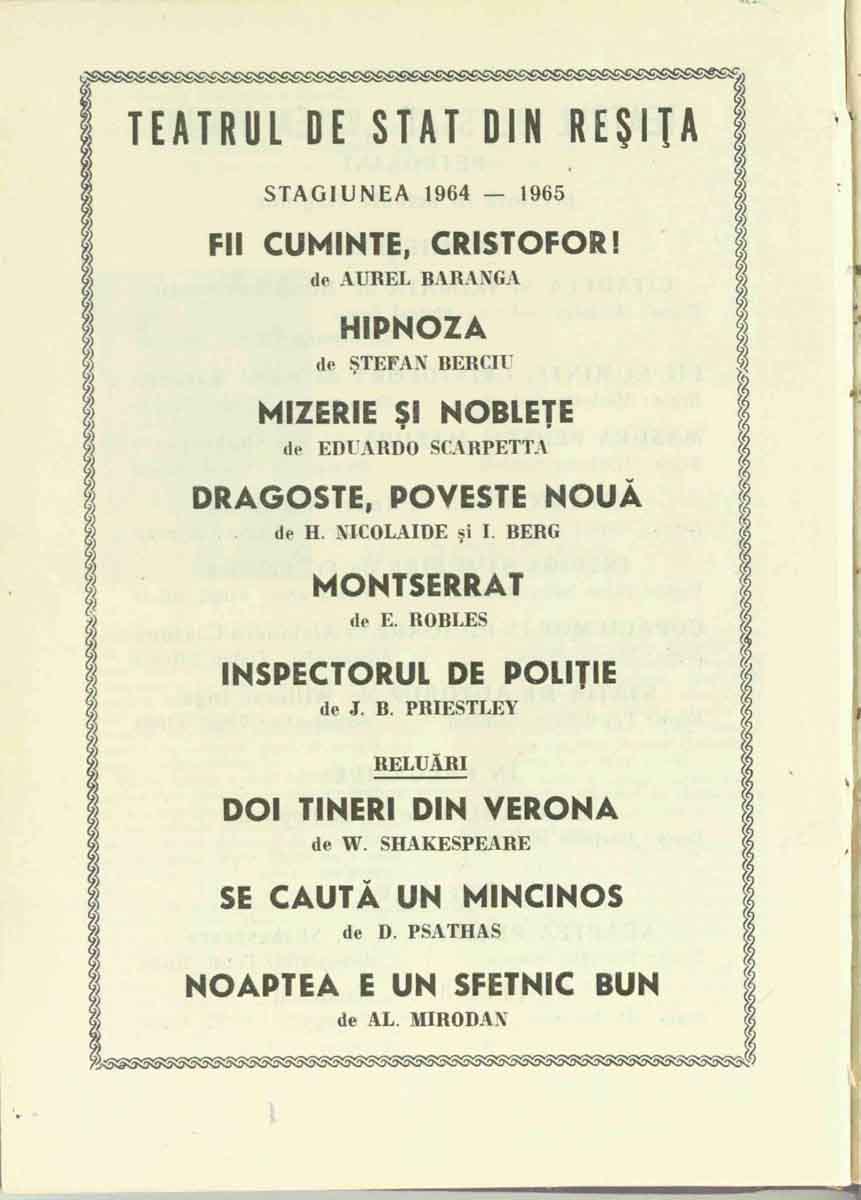 TEATRUL DE STAT DIN REŞIŢA
STAGIUNEA 1964 — 1965
FII CUMINTE, CRISTOFOR!
de AUREL BARANGA
HIPNOZA
de ŞTEFAN BERCIU
MIZERIE ŞI NOBLEŢE
de EDUARDO SCARPETTA
DRAGOSTE, POVESTE NOUĂ
de H. NICOLAIDE şi I. BERG
MONTSERRAT
de E. ROBLES
INSPECTORUL DE POLIŢIE
de J. B. PRIESTLEY
RELUĂRI
DOI TINERI DIN VERONA
de W. SHAKESPEARE
SE CAUTĂ UN MINCINOS
de D. PSATHAS
NOAPTEA E UN SFETNIC BUN
de AL. MIRODAN